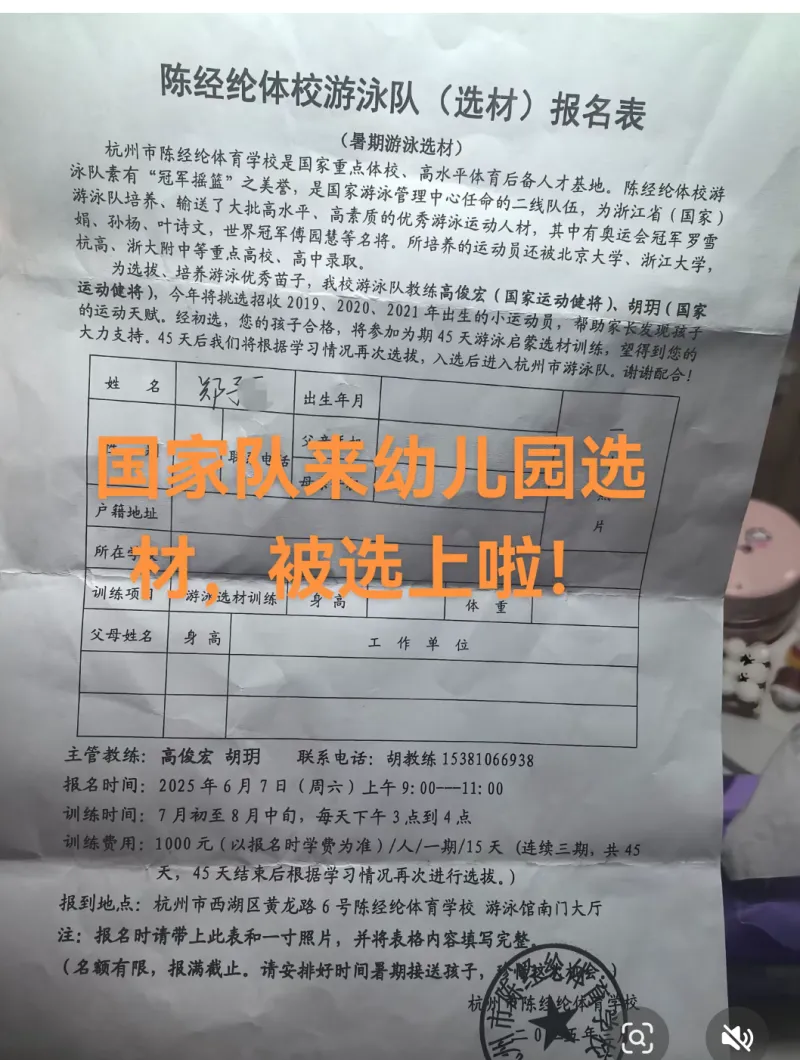 陈经纶体校游泳队（选材）报名表
（暑期游泳选材）
杭州市陈经纶体育学校是国家重点体校、高水平体育后备人才基地。陈经纶体校游
泳队素有“冠军摇篮”之美誉，是国家游泳管理中心任命的二线队伍，为浙江省（国家）
游泳队培养、输送了大批高水平、高素质的优秀游泳运动人材，其中有奥运会冠军罗雪
娟、孙杨、叶诗文，世界冠军傅园慧等名将。所培养的运动员还被北京大学、浙江大学，
杭高、浙大附中等重点高校、高中录取。
为选拔、培养游泳优秀苗子，我校游泳队教练高俊宏（国家运动健将）、胡玥（国家
运动健将），今年将挑选招收2019、2020、2021年出生的小运动员，帮助家长发现孩子
的运动天赋。经初选，您的孩子合格，将参加为期45天游泳启蒙选材训练，望得到您的
大力支持。45天后我们将根据学习情况再次选拔，入选后进入杭州市游泳队。谢谢配合！
姓 名 郑 出生年月 一
父亲
国家队来幼儿园选
联 电话
母
户籍地址
片
所在
材，被选上啦!
训练项目 游泳选材训练 身 高 体 重
父母姓名 身 高 工 作 单 位
主管教练：高俊宏 胡玥 联系电话：胡教练 15381066938
报名时间：2025年6月7日（周六）上午9:00---11:00
训练时间：7月初至8月中旬，每天下午3点到4点
训练费用：1000元（以报名时学费为准）/人/一期/15天（连续三期，共45
天，45天结束后根据学习情况再次进行选拔。）
报到地点：杭州市西湖区黄龙路6号陈经纶体育学校 游泳馆南门大厅
注：报名时请带上此表和一寸照片，并将表格内容填写完整。
（名额有限，报满截止。请安排好时间暑期接送孩子，
杭州市陈经纶体育学校
二〇二五年